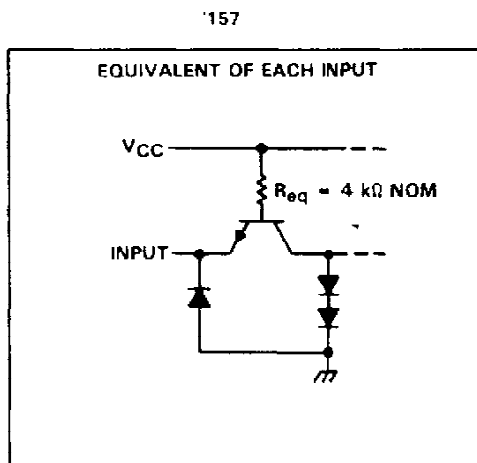 '157
EQUIVALENT OF EACH INPUT
VCC
Req = 4 kΩ NOM
INPUT